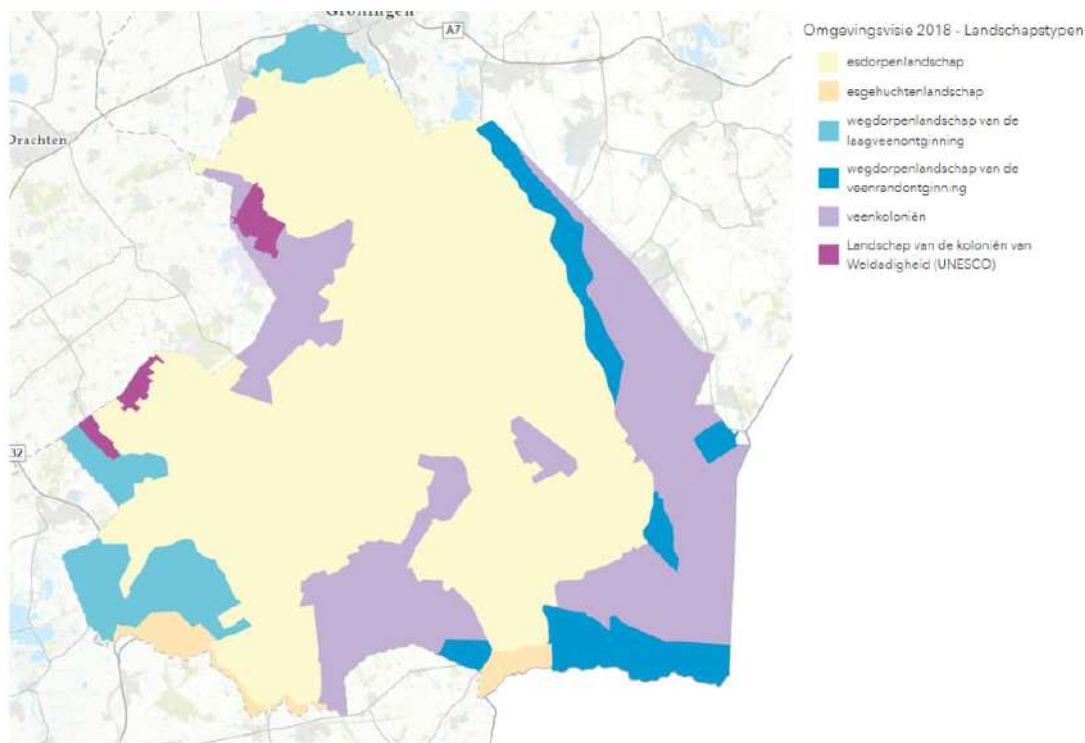 Groningen
A7
Drachten
32
Omgevingsvisie 2018 - Landschapstypen
esdorpenlandschap
esgehuchtenlandschap
wegdorpenlandschap van de
laagveenontginning
wegdorpenlandschap van de
veenrandontginning
veenkoloniën
Landschap van de koloniën van
Weldadigheid (UNESCO)